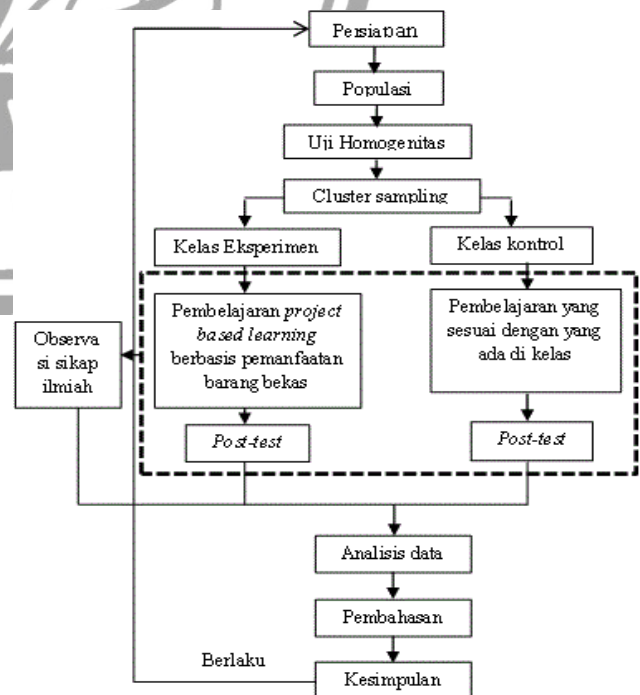 Persiapan
Populasi
Uji Homogenitas
Cluster sampling
Kelas Eksperimen
Kelas kontrol
Pembelajaran project
based learning
berbasis pemanfaatan
barang bekas
Pembelajaran yang
sesuai dengan yang
ada di kelas
Observa
si sikap
ilmiah
Post-test
Post-test
Analisis data
Pembahasan
Berlaku
Kesimpulan